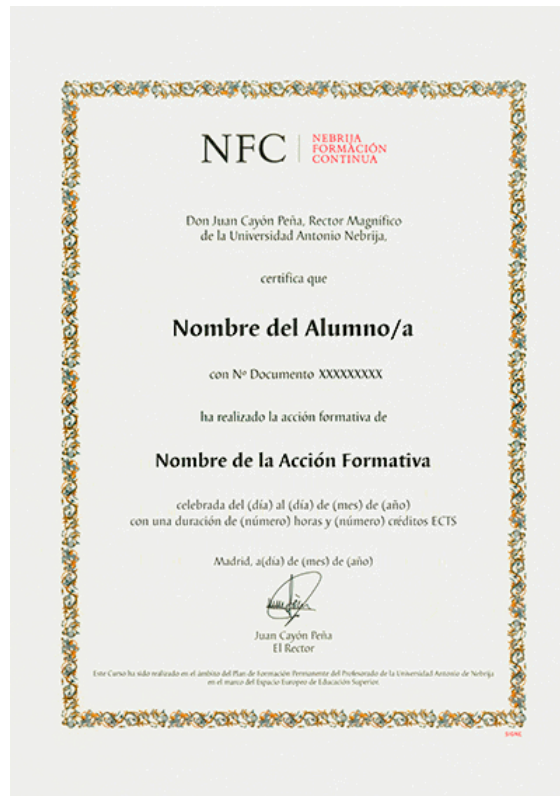 NFC
NEBRIJA
FORMACIÓN
CONTINUA
Don Juan Cayón Peña, Rector Magnífico
de la Universidad Antonio Nebrija,
certifica que
Nombre del Alumno/a
con Nº Documento XXXXXXXXX
ha realizado la acción formativa de
Nombre de la Acción Formativa
celebrada del (día) al (día) de (mes) de (año)
con una duración de (número) horas y (número) créditos ECTS
Madrid, a(día) de (mes) de (año)
Juan Cayón Peña
El Rector
Este Curso ha sido realizado en el ámbito del Plan de Formación Permanente del Profesorado de la Universidad Antonio de Nebrija
en el marco del Espacio Europeo de Educación Superior.
SIGNE